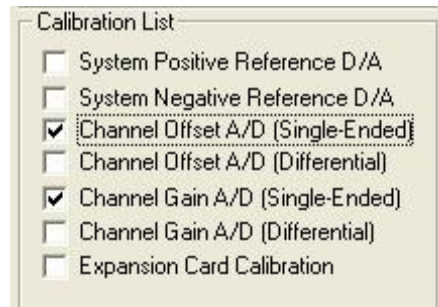 Calibration List
System Positive Reference D/A
System Negative Reference D/A
Channel Offset A/D (Single-Ended)
Channel Offset A/D (Differential)
Channel Gain A/D (Single-Ended)
Channel Gain A/D (Differential)
Expansion Card Calibration